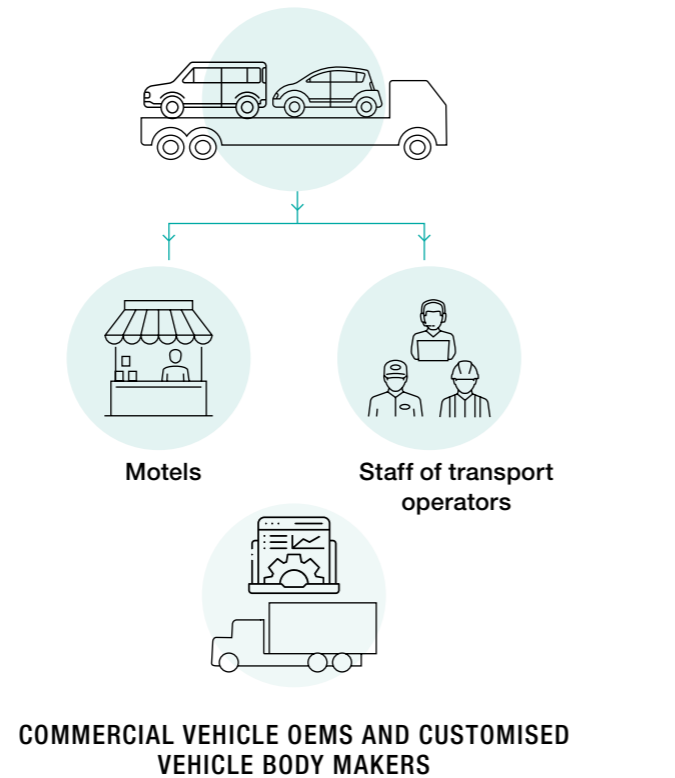 Motels
Staff of transport
operators
COMMERCIAL VEHICLE OEMS AND CUSTOMISED
VEHICLE BODY MAKERS